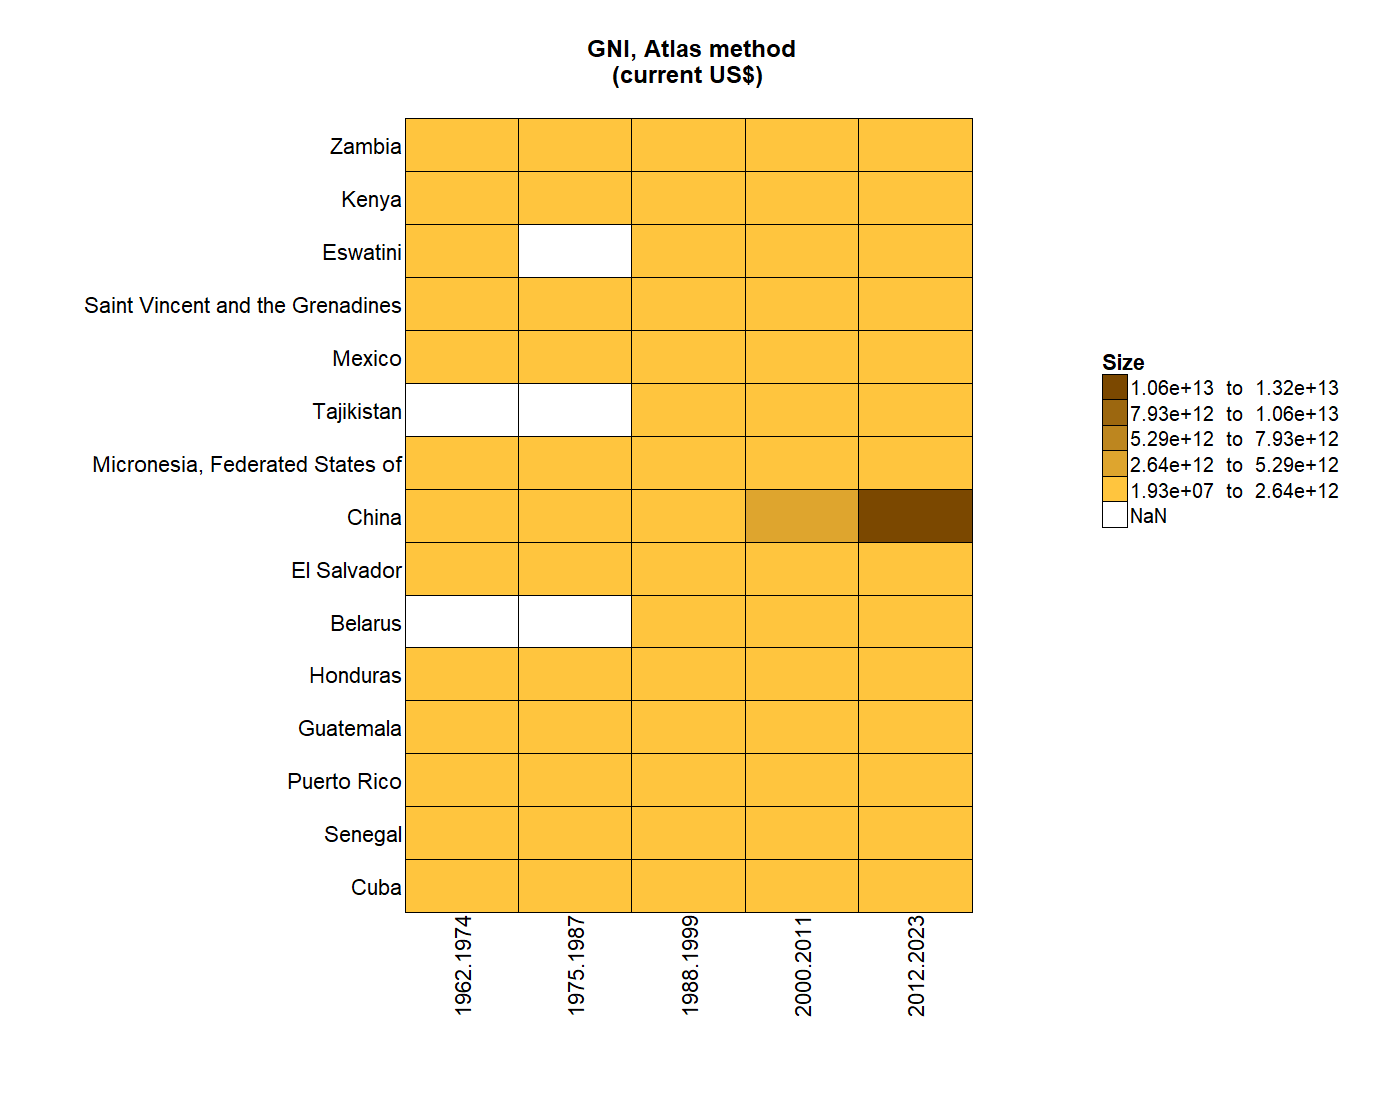 GNI, Atlas method
(current US$)
Zambia
Kenya
Eswatini
Saint Vincent and the Grenadines
Mexico
Tajikistan
Micronesia, Federated States of
China
El Salvador
Belarus
Honduras
Guatemala
Puerto Rico
Senegal
Cuba
1962.1974
1975.1987
1988.1999
2000.2011
2012.2023
Size
1.06e+13 to 1.32e+13
7.93e+12 to 1.06e+13
5.29e+12 to 7.93e+12
2.64e+12 to 5.29e+12
1.93e+07 to 2.64e+12
NaN